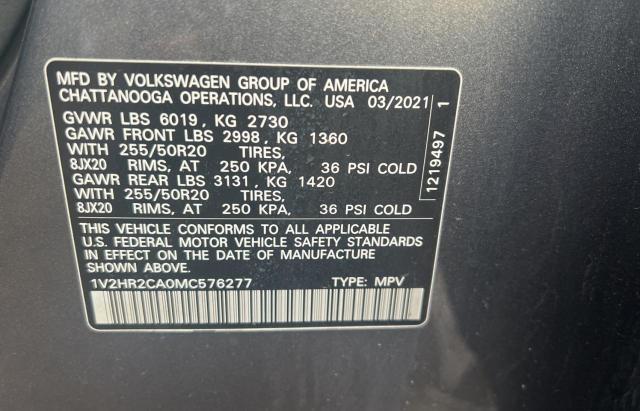 MFD BY VOLKSWAGEN GROUP OF AMERICA
CHATTANOOGA OPERATIONS, LLC. USA 03/2021
GVWR LBS 6019, KG 2730
GAWR FRONT LBS 2998, KG 1360
WITH 255/50R20 TIRES,
8JX20 RIMS, AT 250 KPA, 36 PSI COLD
GAWR REAR LBS 3131, KG 1420
WITH 255/50R20 TIRES,
8JX20 RIMS, AT 250 KPA, 36 PSI COLD
THIS VEHICLE CONFORMS TO ALL APPLICABLE
U.S. FEDERAL MOTOR VEHICLE SAFETY STANDARDS
IN EFFECT ON THE DATE OF MANUFACTURE
SHOWN ABOVE.
1V2HR2CA0MC576277 TYPE: MPV
1219497 1